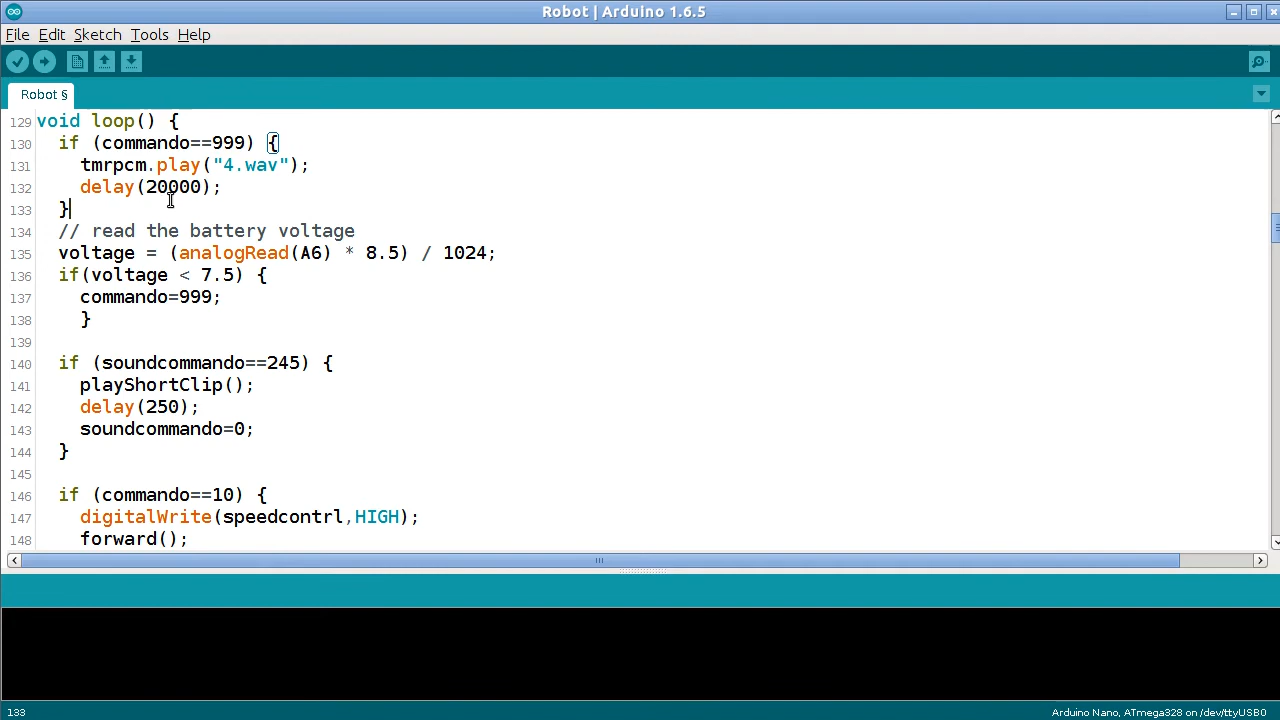 Robot | Arduino 1.6.5
File Edit Sketch Tools Help
Robot §
129 void loop() {
130 if (commando==999) {
131 tmrpcm.play("4.wav");
132 delay(20000);
133 }
134 // read the battery voltage
135 voltage = (analogRead(A6) * 8.5) / 1024;
136 if(voltage < 7.5) {
137 commando=999;
138 }
139
140 if (soundcommando==245) {
141 playShortClip();
142 delay(250);
143 soundcommando=0;
144 }
145
146 if (commando==10) {
147 digitalWrite(speedcontrl,HIGH);
148 forward();
133 Arduino Nano, ATmega328 on /dev/ttyUSB0